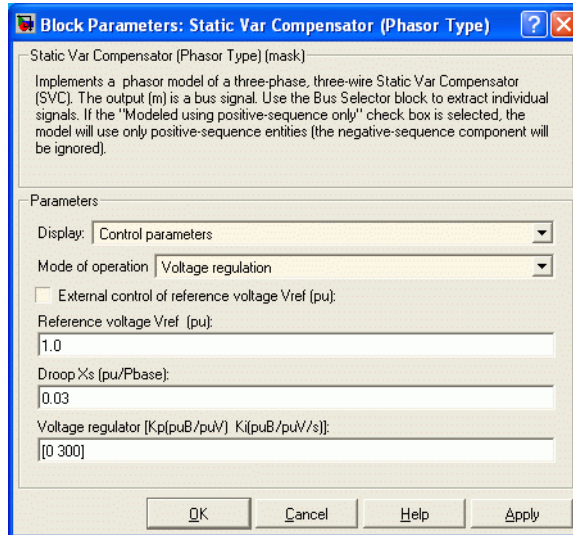 Block Parameters: Static Var Compensator (Phasor Type)
Static Var Compensator (Phasor Type) (mask)
Implements a phasor model of a three-phase, three-wire Static Var Compensator
(SVC). The output (m) is a bus signal. Use the Bus Selector block to extract individual
signals. If the "Modeled using positive-sequence only" check box is selected, the
model will use only positive-sequence entities (the negative-sequence component will
be ignored).
Parameters
Display: Control parameters
Mode of operation Voltage regulation
External control of reference voltage Vref (pu):
Reference voltage Vref (pu):
1.0
Droop Xs (pu/Pbase):
0.03
Voltage regulator [Kp(puB/puV) Ki(puB/puV/s)]:
[0 300]
OK Cancel Help Apply